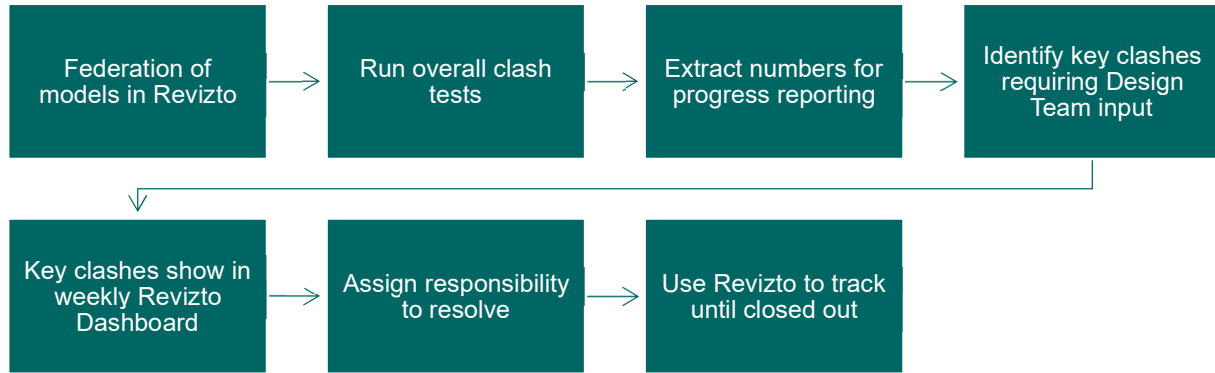 Federation of
models in Revizto
Run overall clash
tests
Extract numbers for
progress reporting
Identify key clashes
requiring Design
Team input
Key clashes show in
weekly Revizto
Dashboard
Assign responsibility
to resolve
Use Revizto to track
until closed out